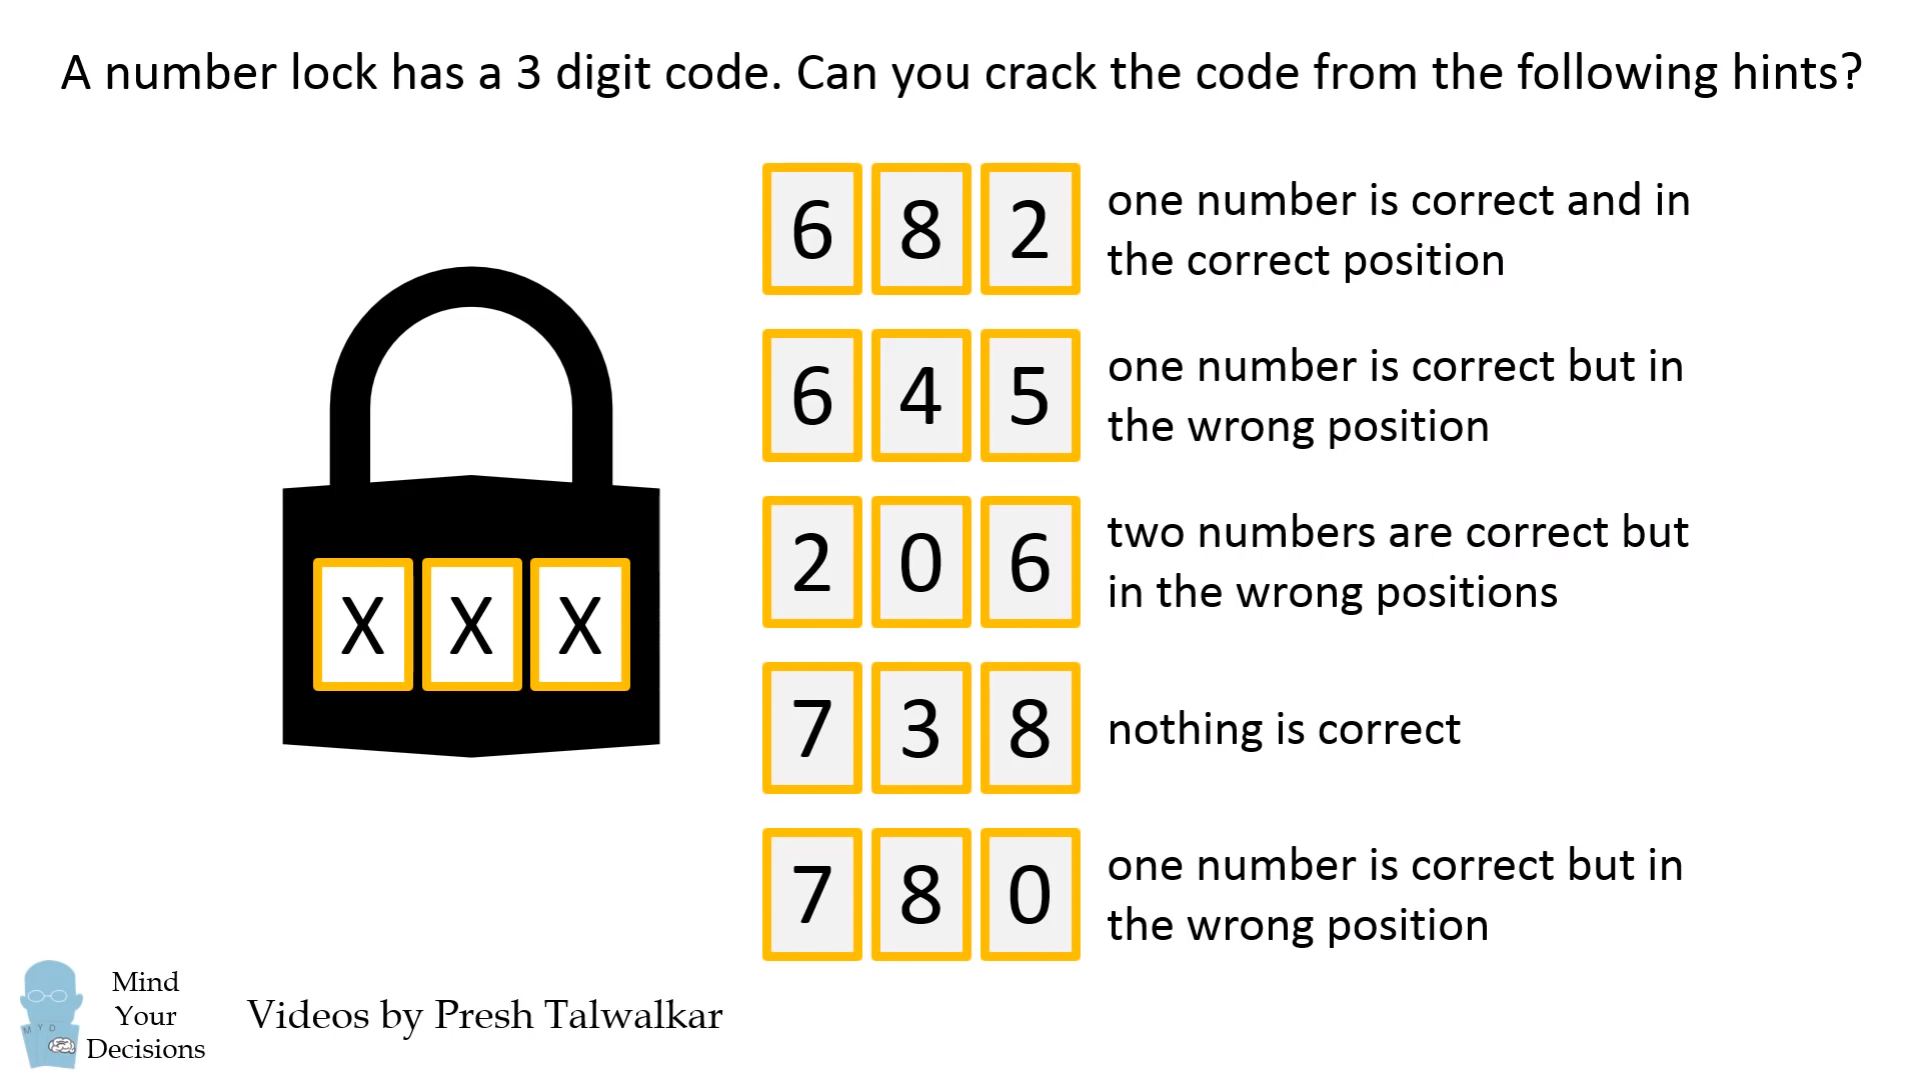 A number lock has a 3 digit code. Can you crack the code from the following hints?
6 8 2 one number is correct and in
the correct position
6 4 5 one number is correct but in
the wrong position
2 0 6 two numbers are correct but
in the wrong positions
X X X
7 3 8 nothing is correct
7 8 0 one number is correct but in
the wrong position
M Y D
Mind
Your
Decisions
Videos by Presh Talwalkar